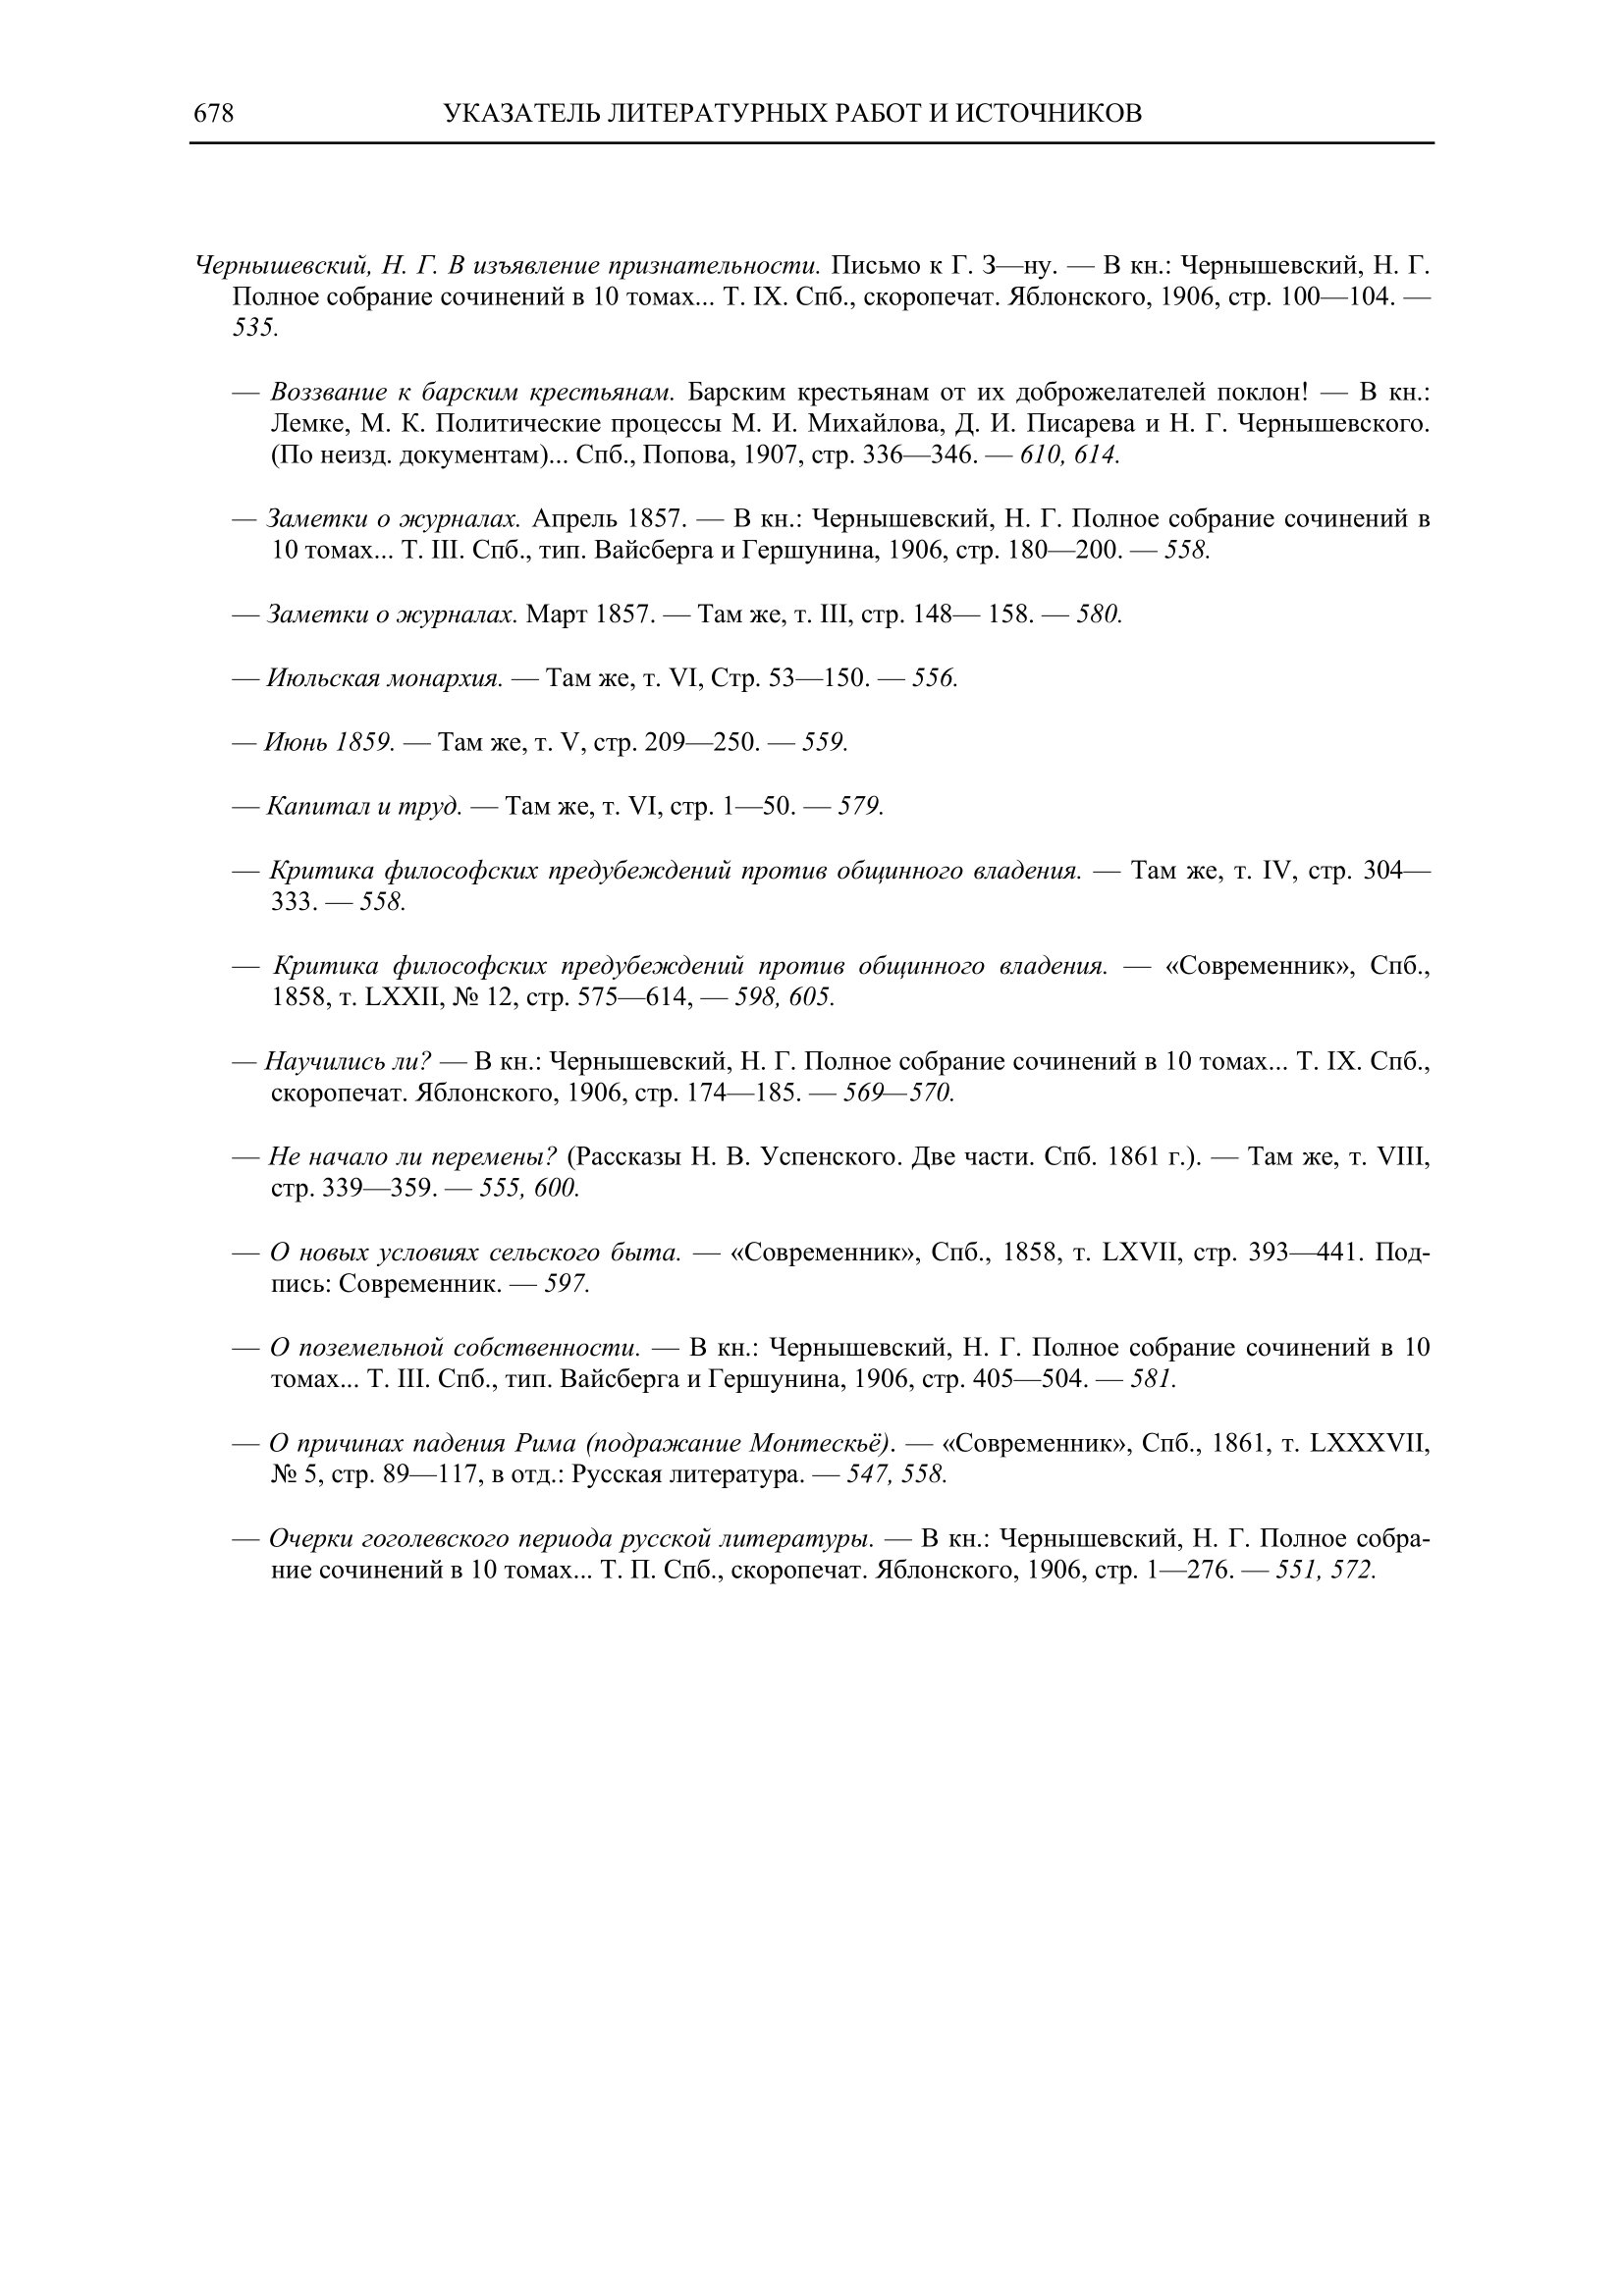 678 УКАЗАТЕЛЬ ЛИТЕРАТУРНЫХ РАБОТ И ИСТОЧНИКОВ
Чернышевский, Н. Г. В изъявление признательности. Письмо к Г. З—ну. — В кн.: Чернышевский, Н. Г.
Полное собрание сочинений в 10 томах... Т. IX. Спб., скоропечат. Яблонского, 1906, стр. 100—104. —
535.
— Воззвание к барским крестьянам. Барским крестьянам от их доброжелателей поклон! — В кн.:
Лемке, М. К. Политические процессы М. И. Михайлова, Д. И. Писарева и Н. Г. Чернышевского.
(По неизд. документам)... Спб., Попова, 1907, стр. 336—346. — 610, 614.
— Заметки о журналах. Апрель 1857. — В кн.: Чернышевский, Н. Г. Полное собрание сочинений в
10 томах... Т. III. Спб., тип. Вайсберга и Гершунина, 1906, стр. 180—200. — 558.
— Заметки о журналах. Март 1857. — Там же, т. III, стр. 148— 158. — 580.
— Июльская монархия. — Там же, т. VI, Стр. 53—150. — 556.
— Июнь 1859. — Там же, т. V, стр. 209—250. — 559.
— Капитал и труд. — Там же, т. VI, стр. 1—50. — 579.
— Критика философских предубеждений против общинного владения. — Там же, т. IV, стр. 304—
333. — 558.
— Критика философских предубеждений против общинного владения. — «Современник», Спб.,
1858, т. LXXII, № 12, стр. 575—614, — 598, 605.
— Научились ли? — В кн.: Чернышевский, Н. Г. Полное собрание сочинений в 10 томах... Т. IX. Спб.,
скоропечат. Яблонского, 1906, стр. 174—185. — 569—570.
— Не начало ли перемены? (Рассказы Н. В. Успенского. Две части. Спб. 1861 г.). — Там же, т. VIII,
стр. 339—359. — 555, 600.
— О новых условиях сельского быта. — «Современник», Спб., 1858, т. LXVII, стр. 393—441. Под-
пись: Современник. — 597.
— О поземельной собственности. — В кн.: Чернышевский, Н. Г. Полное собрание сочинений в 10
томах... Т. III. Спб., тип. Вайсберга и Гершунина, 1906, стр. 405—504. — 581.
— О причинах падения Рима (подражание Монтескьё). — «Современник», Спб., 1861, т. LXXXVII,
№ 5, стр. 89—117, в отд.: Русская литература. — 547, 558.
— Очерки гоголевского периода русской литературы. — В кн.: Чернышевский, Н. Г. Полное собра-
ние сочинений в 10 томах... Т. П. Спб., скоропечат. Яблонского, 1906, стр. 1—276. — 551, 572.